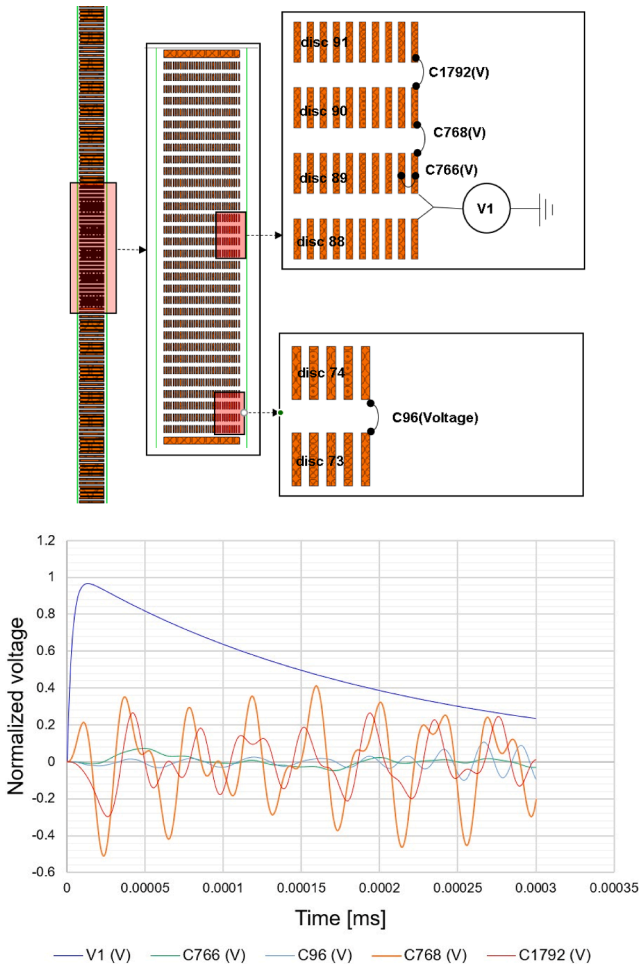 disc 91
C1792(V)
disc 90
C768(V)
C766(V)
disc 89
V1
disc 88
disc 74
C96(Voltage)
disc 73
1.2
1
0.8
0.6
0.4
0.2
0
-0.2
-0.4
-0.6
Normalized voltage
0 0.00005 0.0001 0.00015 0.0002 0.00025 0.0003 0.00035
Time [ms]
V1 (V) C766 (V) C96 (V) C768 (V) C1792 (V)